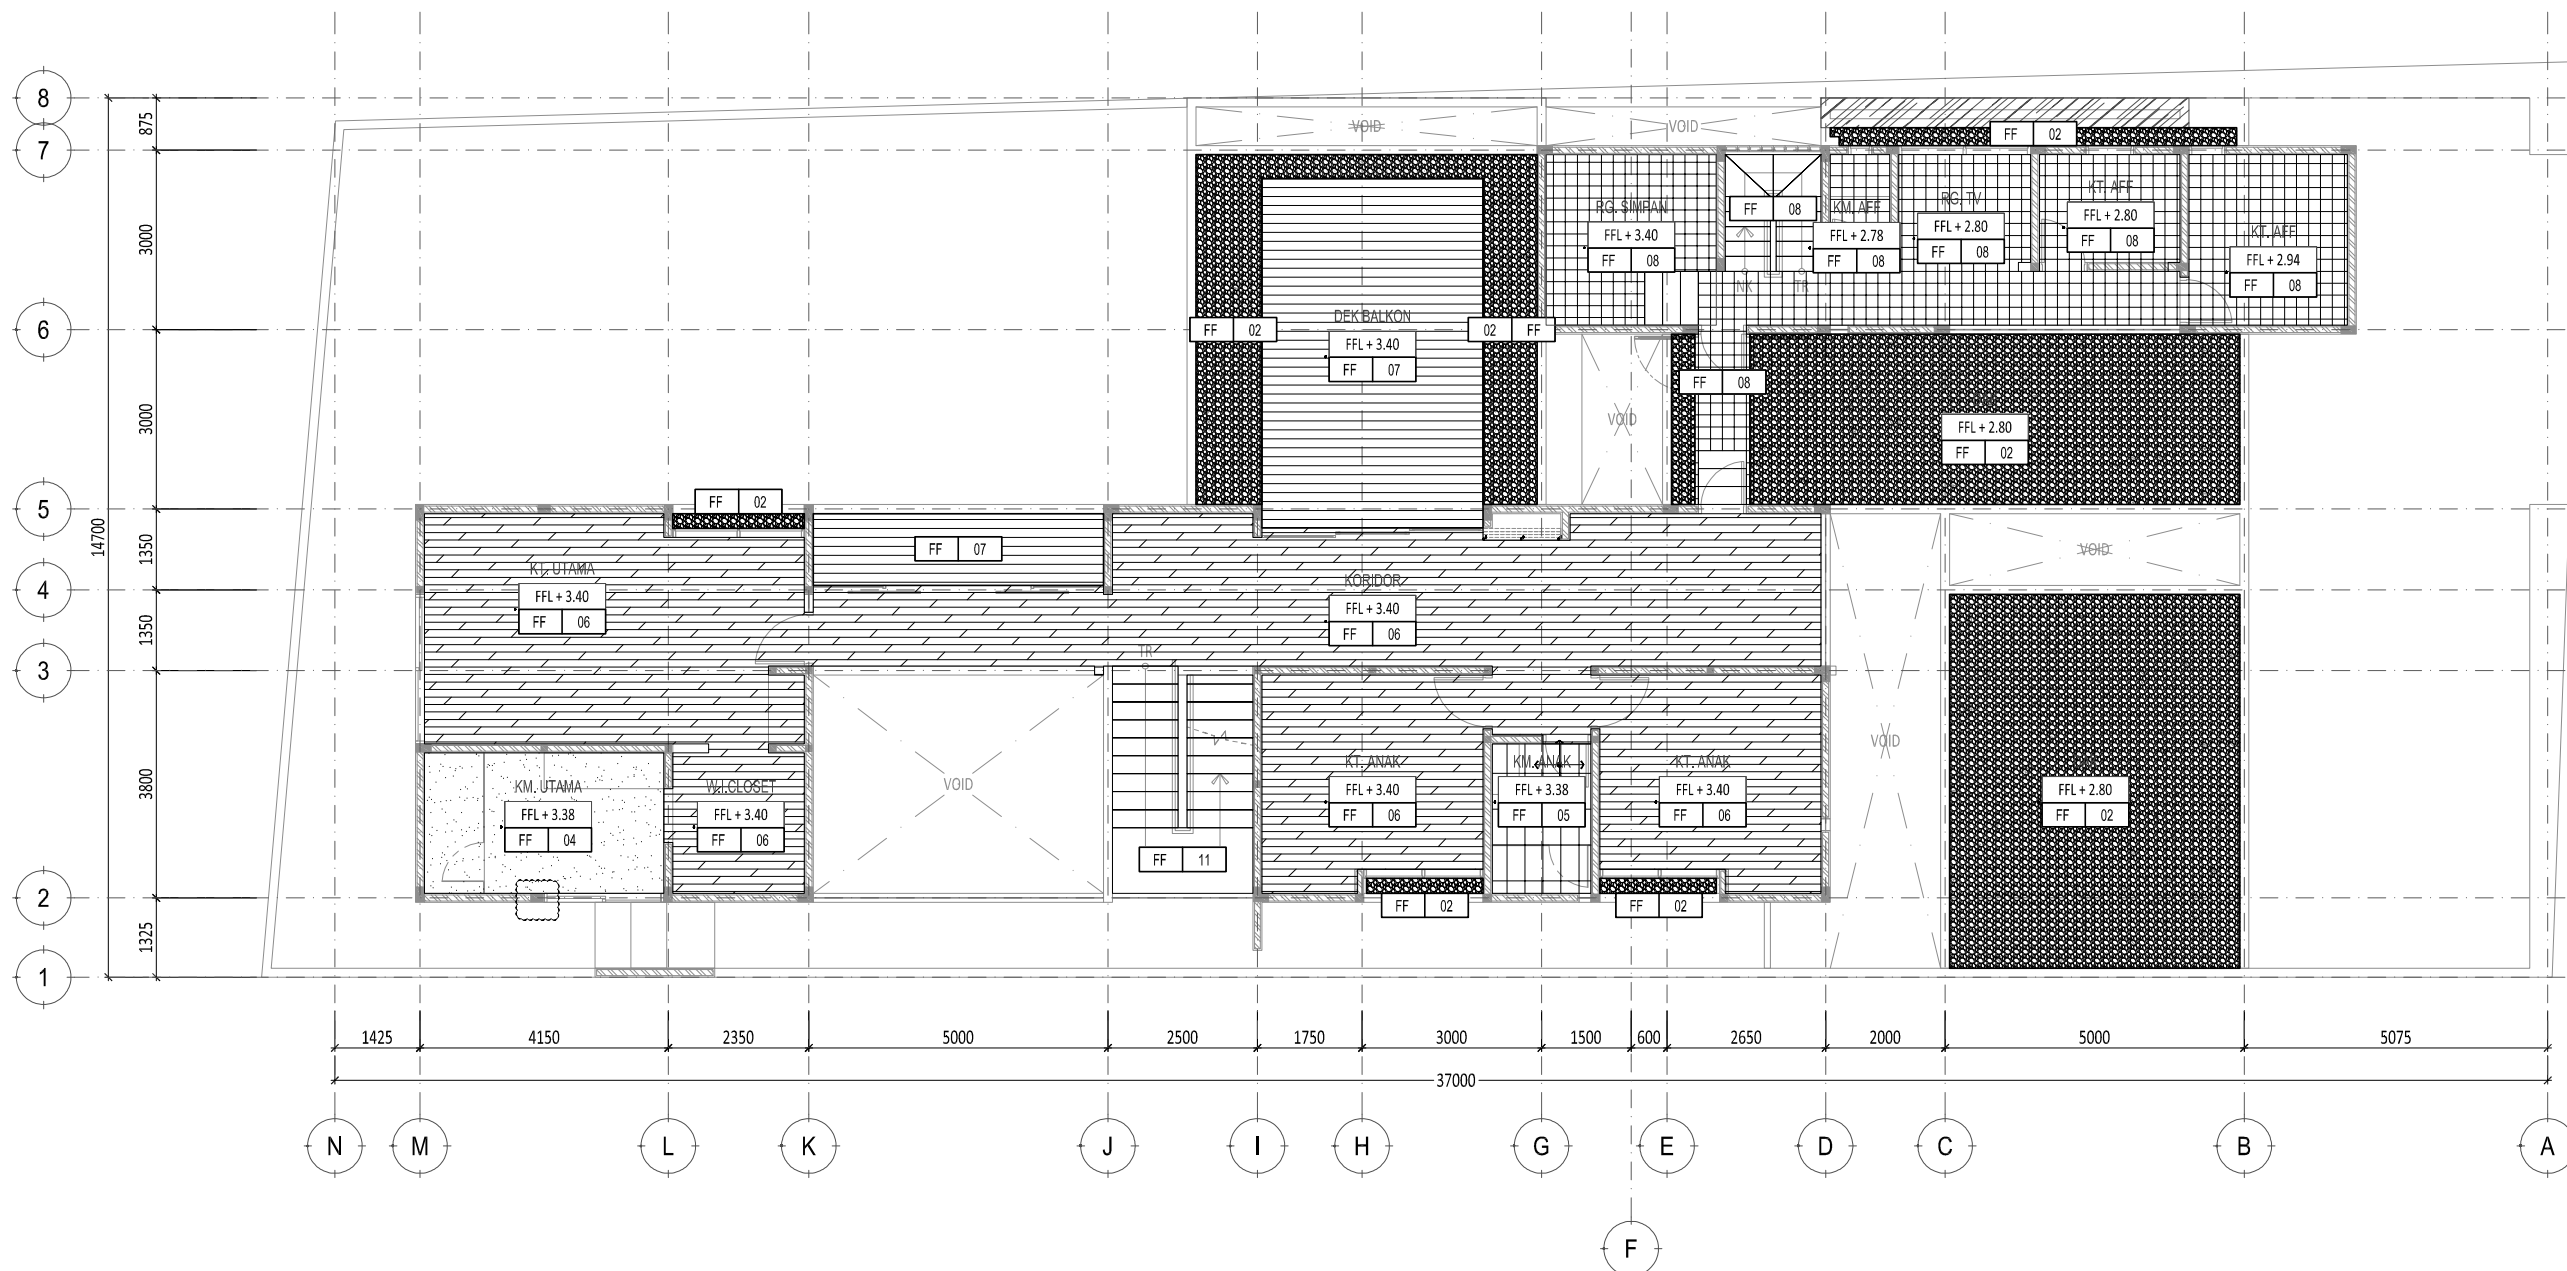 8
875
VOID
VOID
FF 02
7
3000
RG. SIMPAN
FFL + 3.40
FF 08
FF 08
KM. AFF
FFL + 2.78
FF 08
RG. TV
FFL + 2.80
FF 08
KT. AFF
FFL + 2.80
FF 08
KT. AFF
FFL + 2.94
FF 08
NK
TR
6
FF 02
DEK BALKON
FFL + 3.40
FF 07
02 FF
3000
VOID
FF 08
FFL + 2.80
FF 02
5
14700
1350
FF 02
FF 07
VOID
4
KT. UTAMA
FFL + 3.40
FF 06
KORIDOR
FFL + 3.40
FF 06
1350
3
TR
3800
VOID
VOID
KM. UTAMA
FFL + 3.38
FF 04
W.I.CLOSET
FFL + 3.40
FF 06
FF 11
KT. ANAK
FFL + 3.40
FF 06
KM. ANAK
FFL + 3.38
FF 05
KT. ANAK
FFL + 3.40
FF 06
FFL + 2.80
FF 02
2
FF 02
FF 02
1325
1
1425 4150 2350 5000 2500 1750 3000 1500 600 2650 2000 5000 5075
37000
N M L K J I H G E D C B A
F